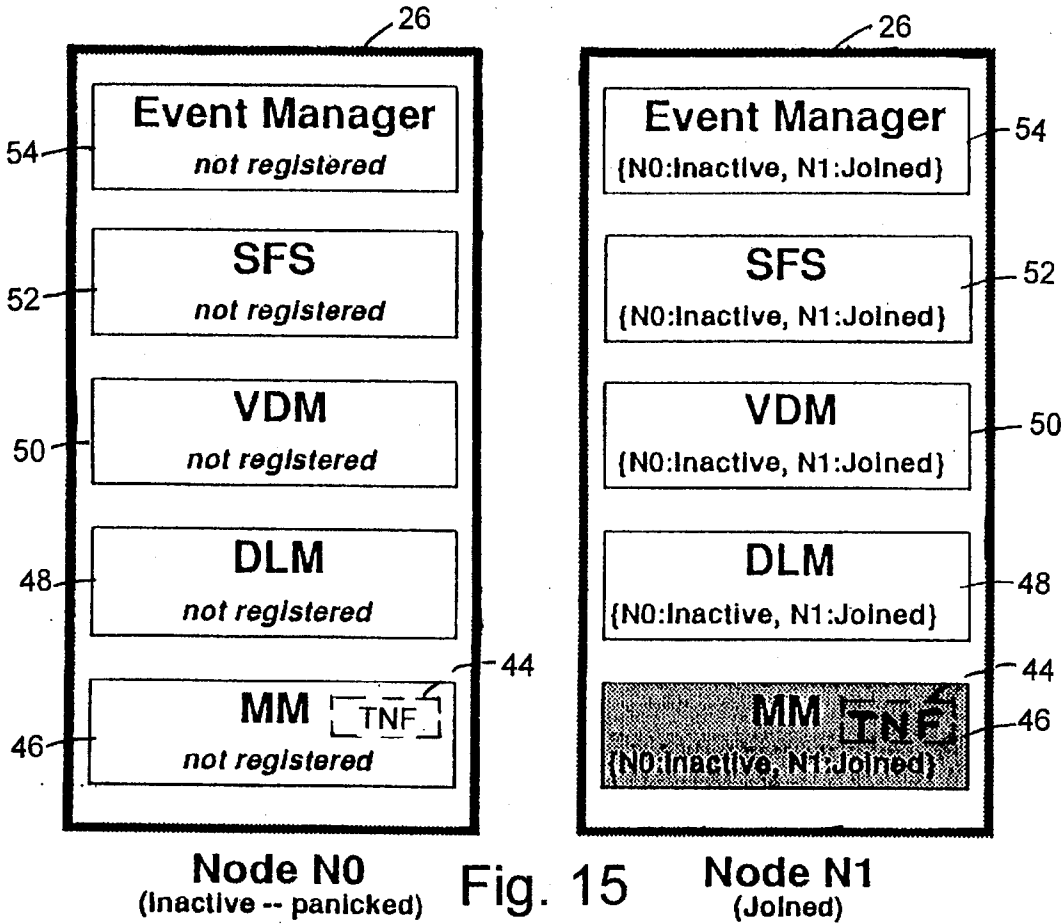 26
Event Manager
not registered
54
SFS
not registered
52
VDM
not registered
50
DLM
not registered
48
44
MM
TNF
not registered
46
Node N0
(Inactive -- panicked)
26
Event Manager
{N0:Inactive, N1:Joined}
54
SFS
{N0:Inactive, N1:Joined}
52
VDM
{N0:Inactive, N1:Joined}
50
DLM
{N0:Inactive, N1:Joined}
48
44
MM
TNF
{N0:Inactive, N1:Joined}
46
Node N1
(Joined)
Fig. 15